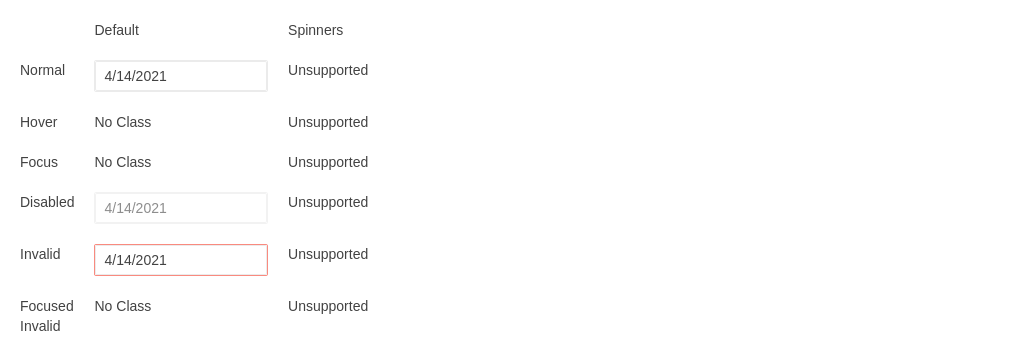 Default Spinners
Normal 4/14/2021 Unsupported
Hover No Class Unsupported
Focus No Class Unsupported
Disabled 4/14/2021 Unsupported
Invalid 4/14/2021 Unsupported
Focused No Class Unsupported
Invalid